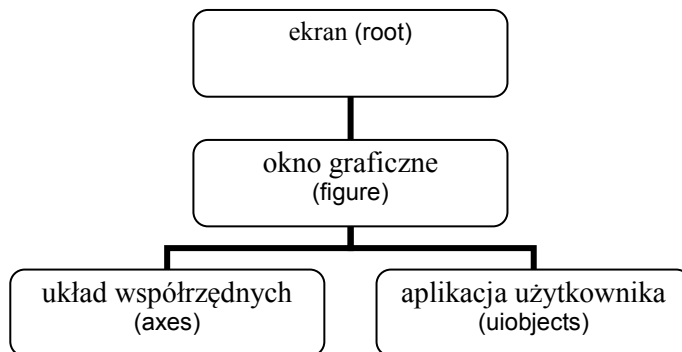 ekran (root)
okno graficzne
(figure)
układ współrzędnych
(axes)
aplikacja użytkownika
(uiobjects)